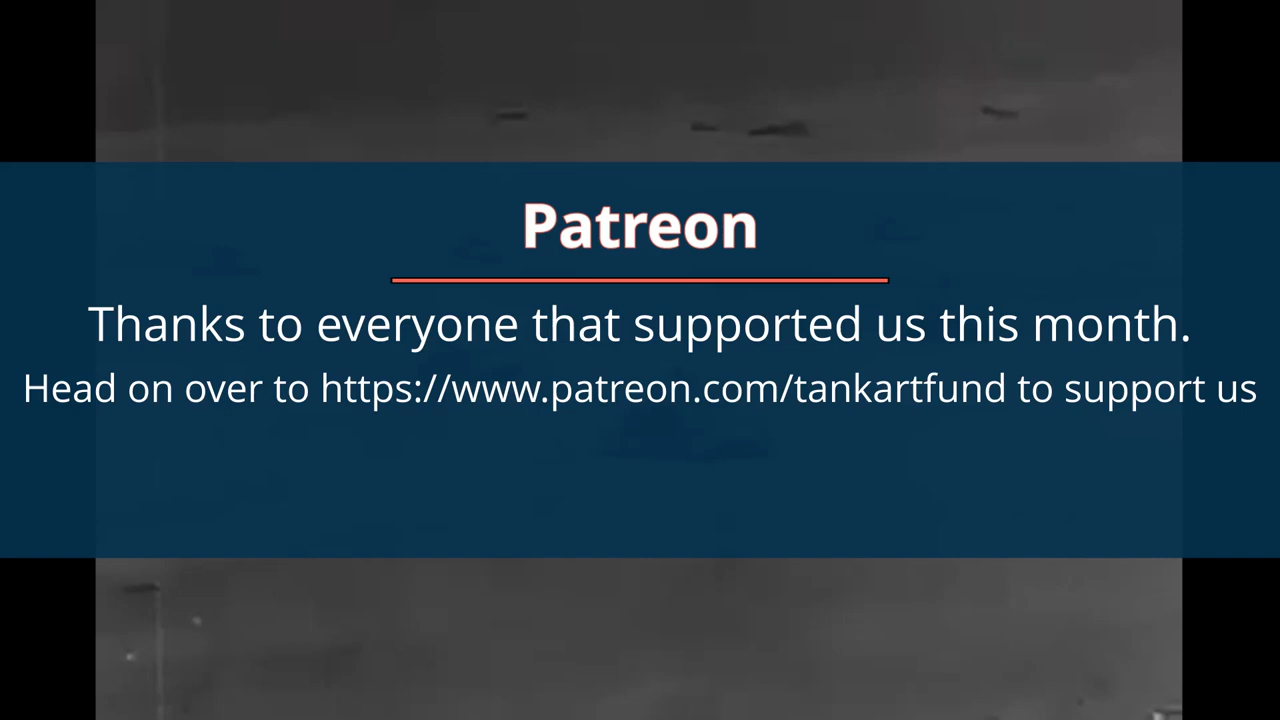 Patreon
Thanks to everyone that supported us this month.
Head on over to https://www.patreon.com/tankartfund to support us